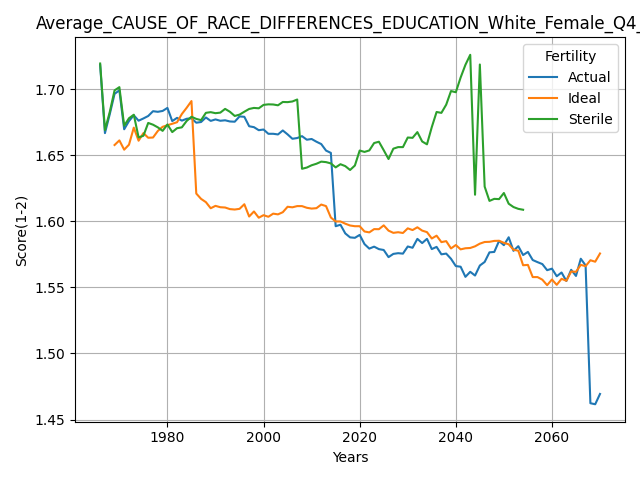 Average_CAUSE_OF_RACE_DIFFERENCES_EDUCATION_White_Female_Q4_
Fertility
Actual
Ideal
Sterile
Score(1-2)
1.70
1.65
1.60
1.55
1.50
1.45
1980
2000
2020
2040
2060
Years